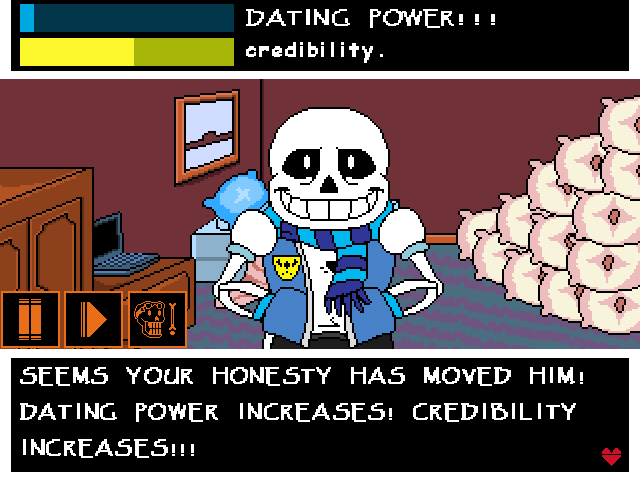 DATING POWER!!!
credibility.
SEEMS YOUR HONESTY HAS MOVED HIM!
DATING POWER INCREASES! CREDIBILITY
INCREASES!!!